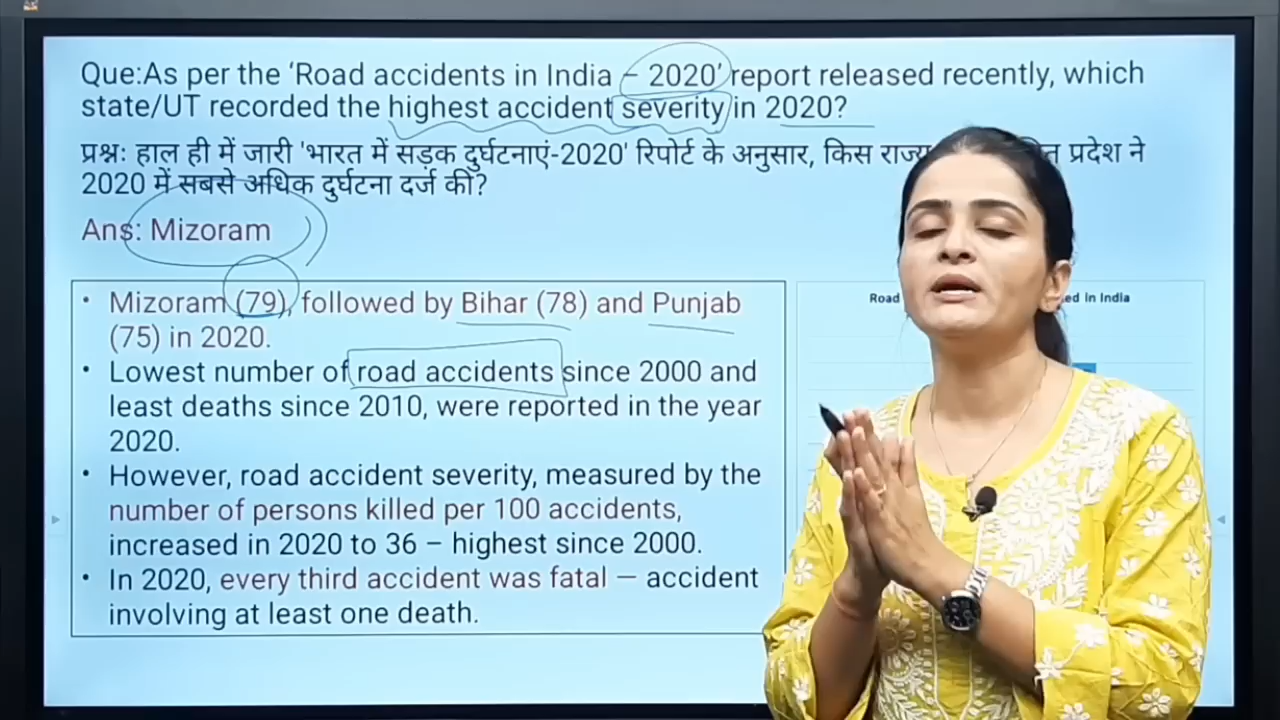 Que:As per the ‘Road accidents in India – 2020’ report released recently, which
state/UT recorded the highest accident severity in 2020?
प्रश्नः हाल ही में जारी 'भारत में सड़क दुर्घटनाएं-2020' रिपोर्ट के अनुसार, किस प्रदेश ने
2020 में सबसे अधिक दुर्घटना दर्ज की?
Ans: Mizoram
• Mizoram (79), followed by Bihar (78) and Punjab
(75) in 2020.
• Lowest number of road accidents since 2000 and
least deaths since 2010, were reported in the year
2020.
• However, road accident severity, measured by the
number of persons killed per 100 accidents,
increased in 2020 to 36 – highest since 2000.
• In 2020, every third accident was fatal — accident
involving at least one death.
Road in India